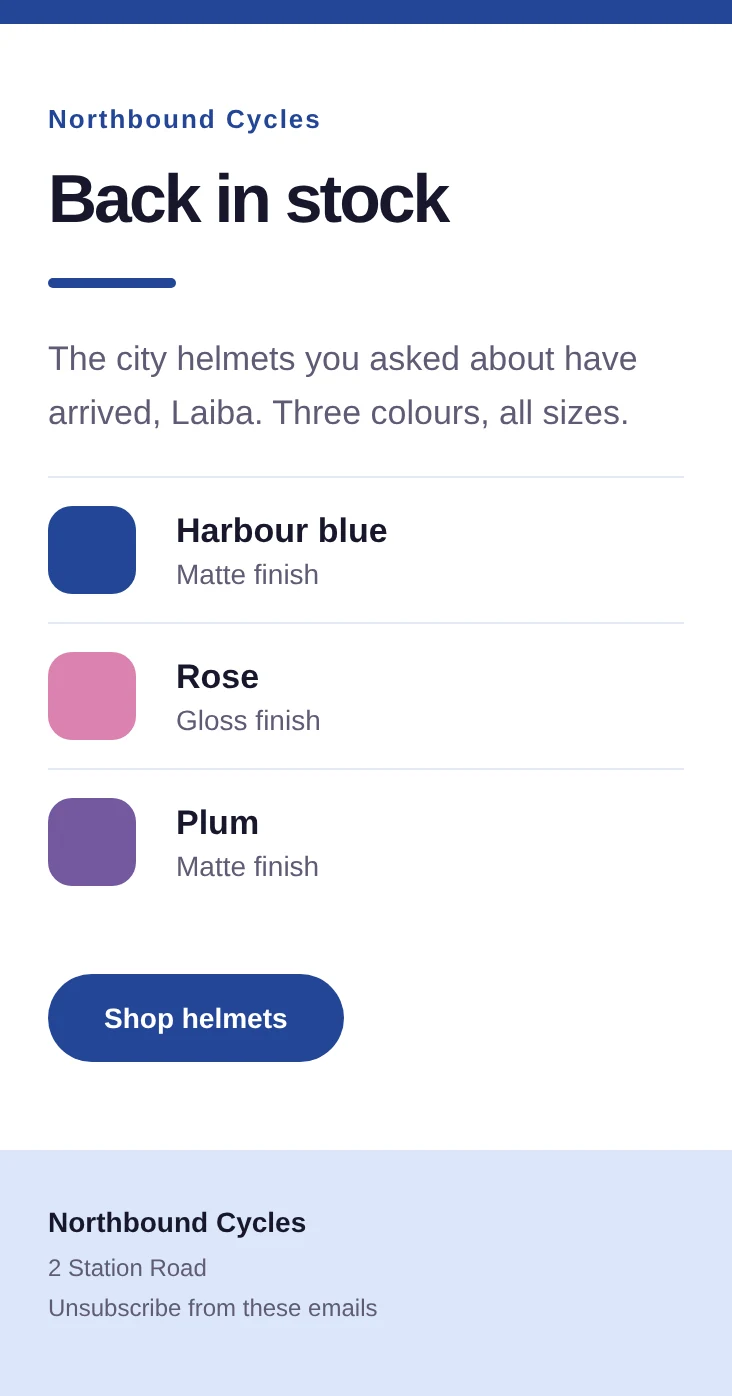 Northbound Cycles
Back in stock
The city helmets you asked about have
arrived, Laiba. Three colours, all sizes.
Harbour blue
Matte finish
Rose
Gloss finish
Plum
Matte finish
Shop helmets
Northbound Cycles
2 Station Road
Unsubscribe from these emails